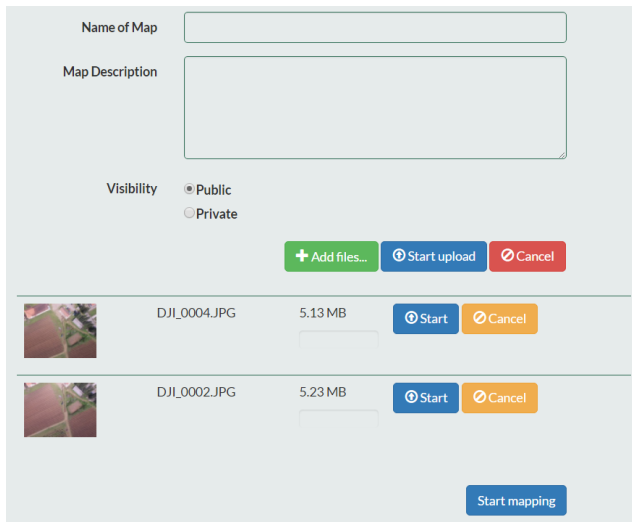 Name of Map
Map Description
Visibility
Public
Private
Add files...
Start upload
Cancel
DJI_0004.JPG
5.13 MB
Start
Cancel
DJI_0002.JPG
5.23 MB
Start
Cancel
Start mapping